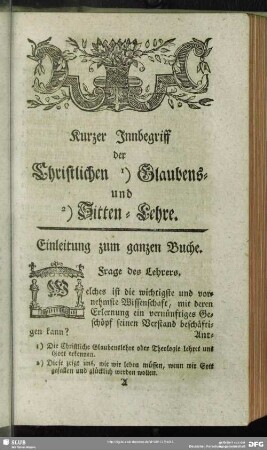 Kurzer Innbegriff
der
Christlichen ¹) Glaubens-
und
²) Sitten-Lehre.
Einleitung zum ganzen Buche.
Frage des Lehrers.
Welches ist die wichtigste und vor-
nehmste Wissenschaft, mit deren
Erlernung ein vernünftiges Ge-
schöpf seinen Verstand beschäfti-
gen kann?
Ant-
1) Die Christliche Glaubenslehre oder Theologie lehret uns
Gott erkennen.
2) Diese zeigt uns, wie wir leben müssen, wenn wir Gott
gefallen und glücklich werden wollen.
A
SLUB
DFG